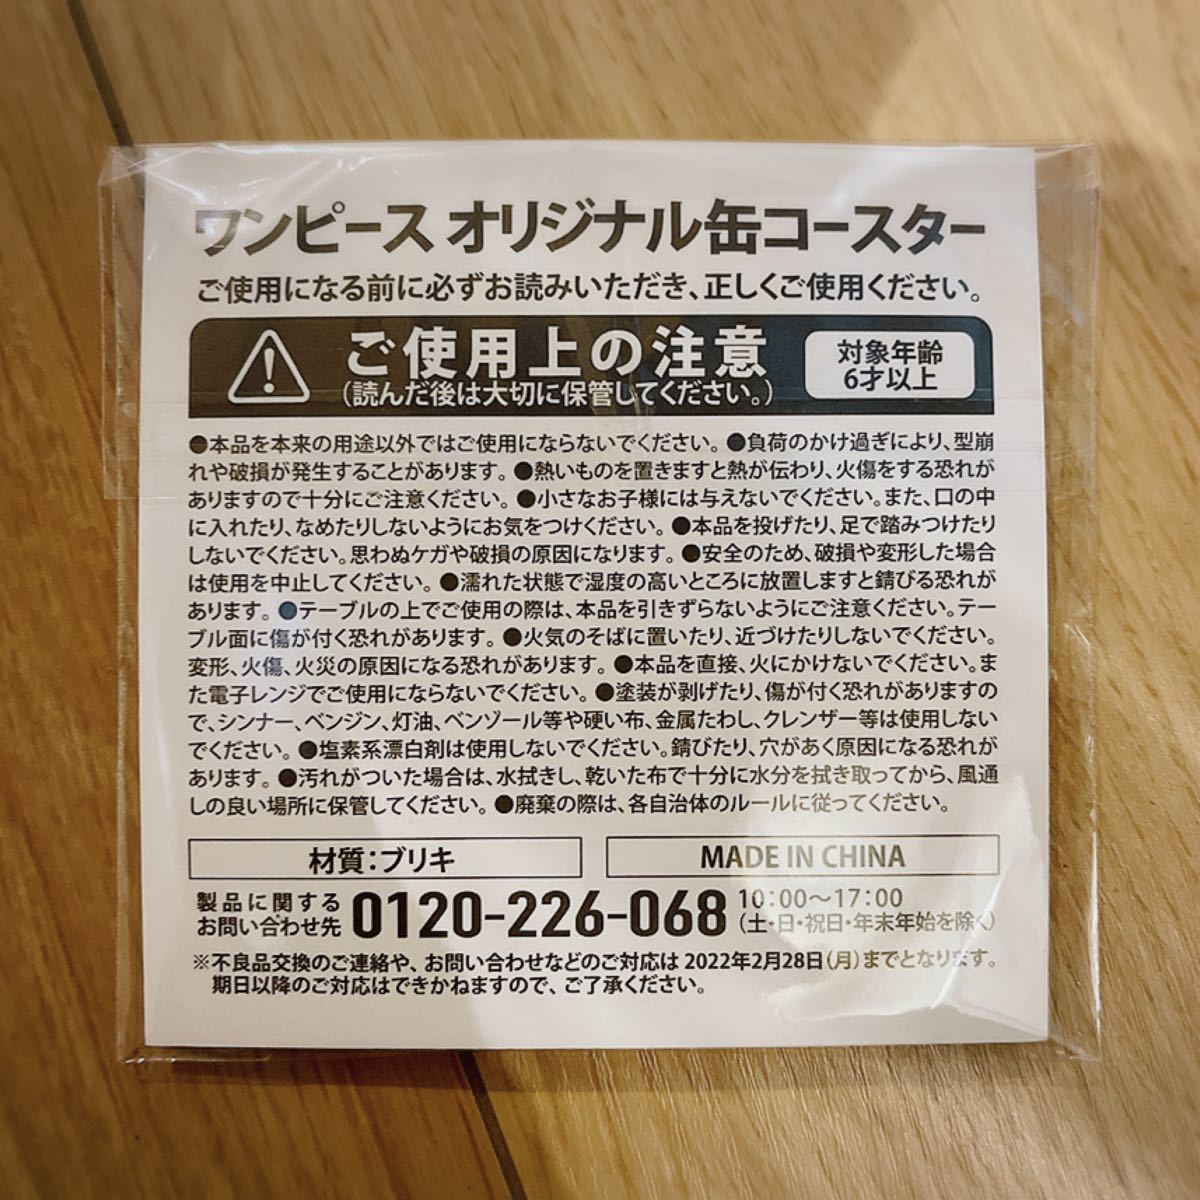 ワンピース オリジナル缶コースター
ご使用になる前に必ずお読みいただき、正しくご使用ください。
ご使用上の注意
(読んだ後は大切に保管してください。)
対象年齢
6才以上
●本品を本来の用途以外ではご使用にならないでください。●負荷のかけ過ぎにより、型崩
れや破損が発生することがあります。●熱いものを置きますと熱が伝わり、火傷をする恐れが
ありますので十分にご注意ください。●小さなお子様には与えないでください。また、口の中
に入れたり、なめたりしないようにお気をつけください。●本品を投げたり、足で踏みつけたり
しないでください。思わぬケガや破損の原因になります。●安全のため、破損や変形した場合
は使用を中止してください。●濡れた状態で湿度の高いところに放置しますと錆びる恐れが
あります。●テーブルの上でご使用の際は、本品を引きずらないようにご注意ください。テー
ブル面に傷が付く恐れがあります。●火気のそばに置いたり、近づけたりしないでください。
変形、火傷、火災の原因になる恐れがあります。●本品を直接、火にかけないでください。ま
た電子レンジでご使用にならないでください。●塗装が剥げたり、傷が付く恐れがありますの
で、シンナー、ベンジン、灯油、ベンゾール等や硬い布、金属たわし、クレンザー等は使用しない
でください。●塩素系漂白剤は使用しないでください。錆びたり、穴があく原因になる恐れが
あります。●汚れがついた場合は、水拭きし、乾いた布で十分に水分を拭き取ってから、風通
しの良い場所に保管してください。●廃棄の際は、各自治体のルールに従ってください。
材質：ブリキ
MADE IN CHINA
製品に関する
お問い合わせ先
0120-226-068
10：00～17：00
(土・日・祝日・年末年始を除く)
※不良品交換のご連絡や、お問い合わせなどのご対応は 2022年2月28日(月)までとなります。
期日以降のご対応はできかねますので、ご了承ください。